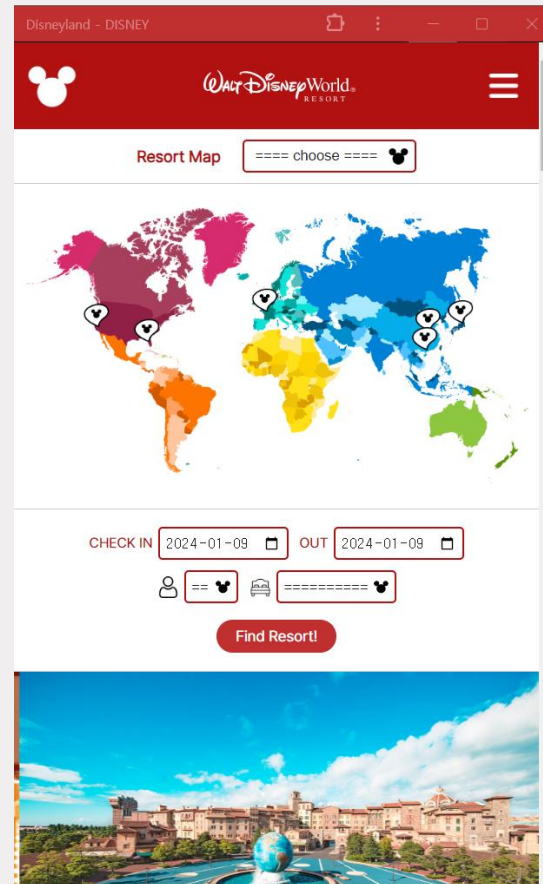 Disneyland - DISNEY
WALT DISNEY World®
RESORT
Resort Map ==== choose ====
CHECK IN 2024-01-09 OUT 2024-01-09
== ==========
Find Resort!